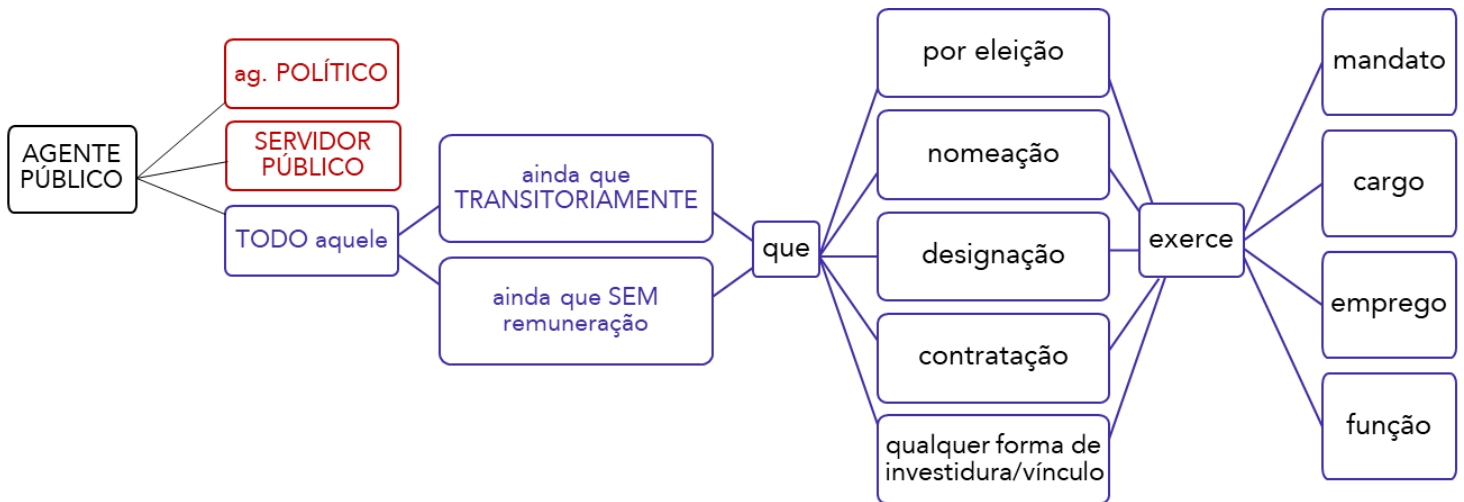 AGENTE
PÚBLICO
ag. POLÍTICO
SERVIDOR
PÚBLICO
TODO aquele
ainda que
TRANSITORIAMENTE
ainda que SEM
remuneração
que
por eleição
nomeação
designação
contratação
qualquer forma de
investidura/vínculo
exerce
mandato
cargo
emprego
função